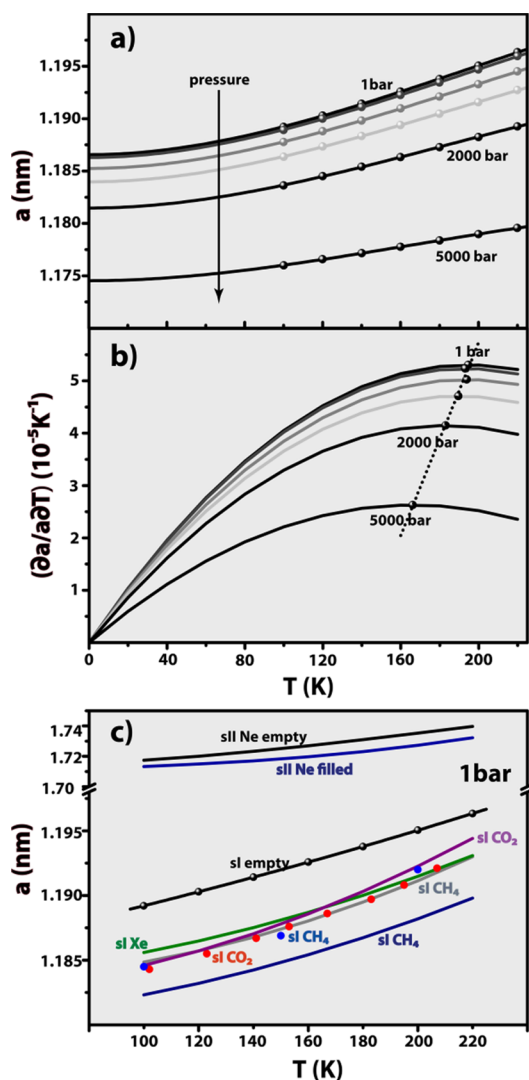 a)
1.195
1.190
1.185
1.180
1.175
a (nm)
pressure
1bar
2000 bar
5000 bar
b)
5
4
3
2
1
(∂a/a∂T) (10⁻⁵K⁻¹)
1 bar
2000 bar
5000 bar
0 40 80 120 160 200
T (K)
c)
1.74
1.72
1.70
1.195
1.190
1.185
a (nm)
sII Ne empty
sII Ne filled
1bar
sI CO₂
sI empty
sI CH₄
sI Xe
sI CH₄
sI CO₂
sI CH₄
100 120 140 160 180 200 220
T (K)